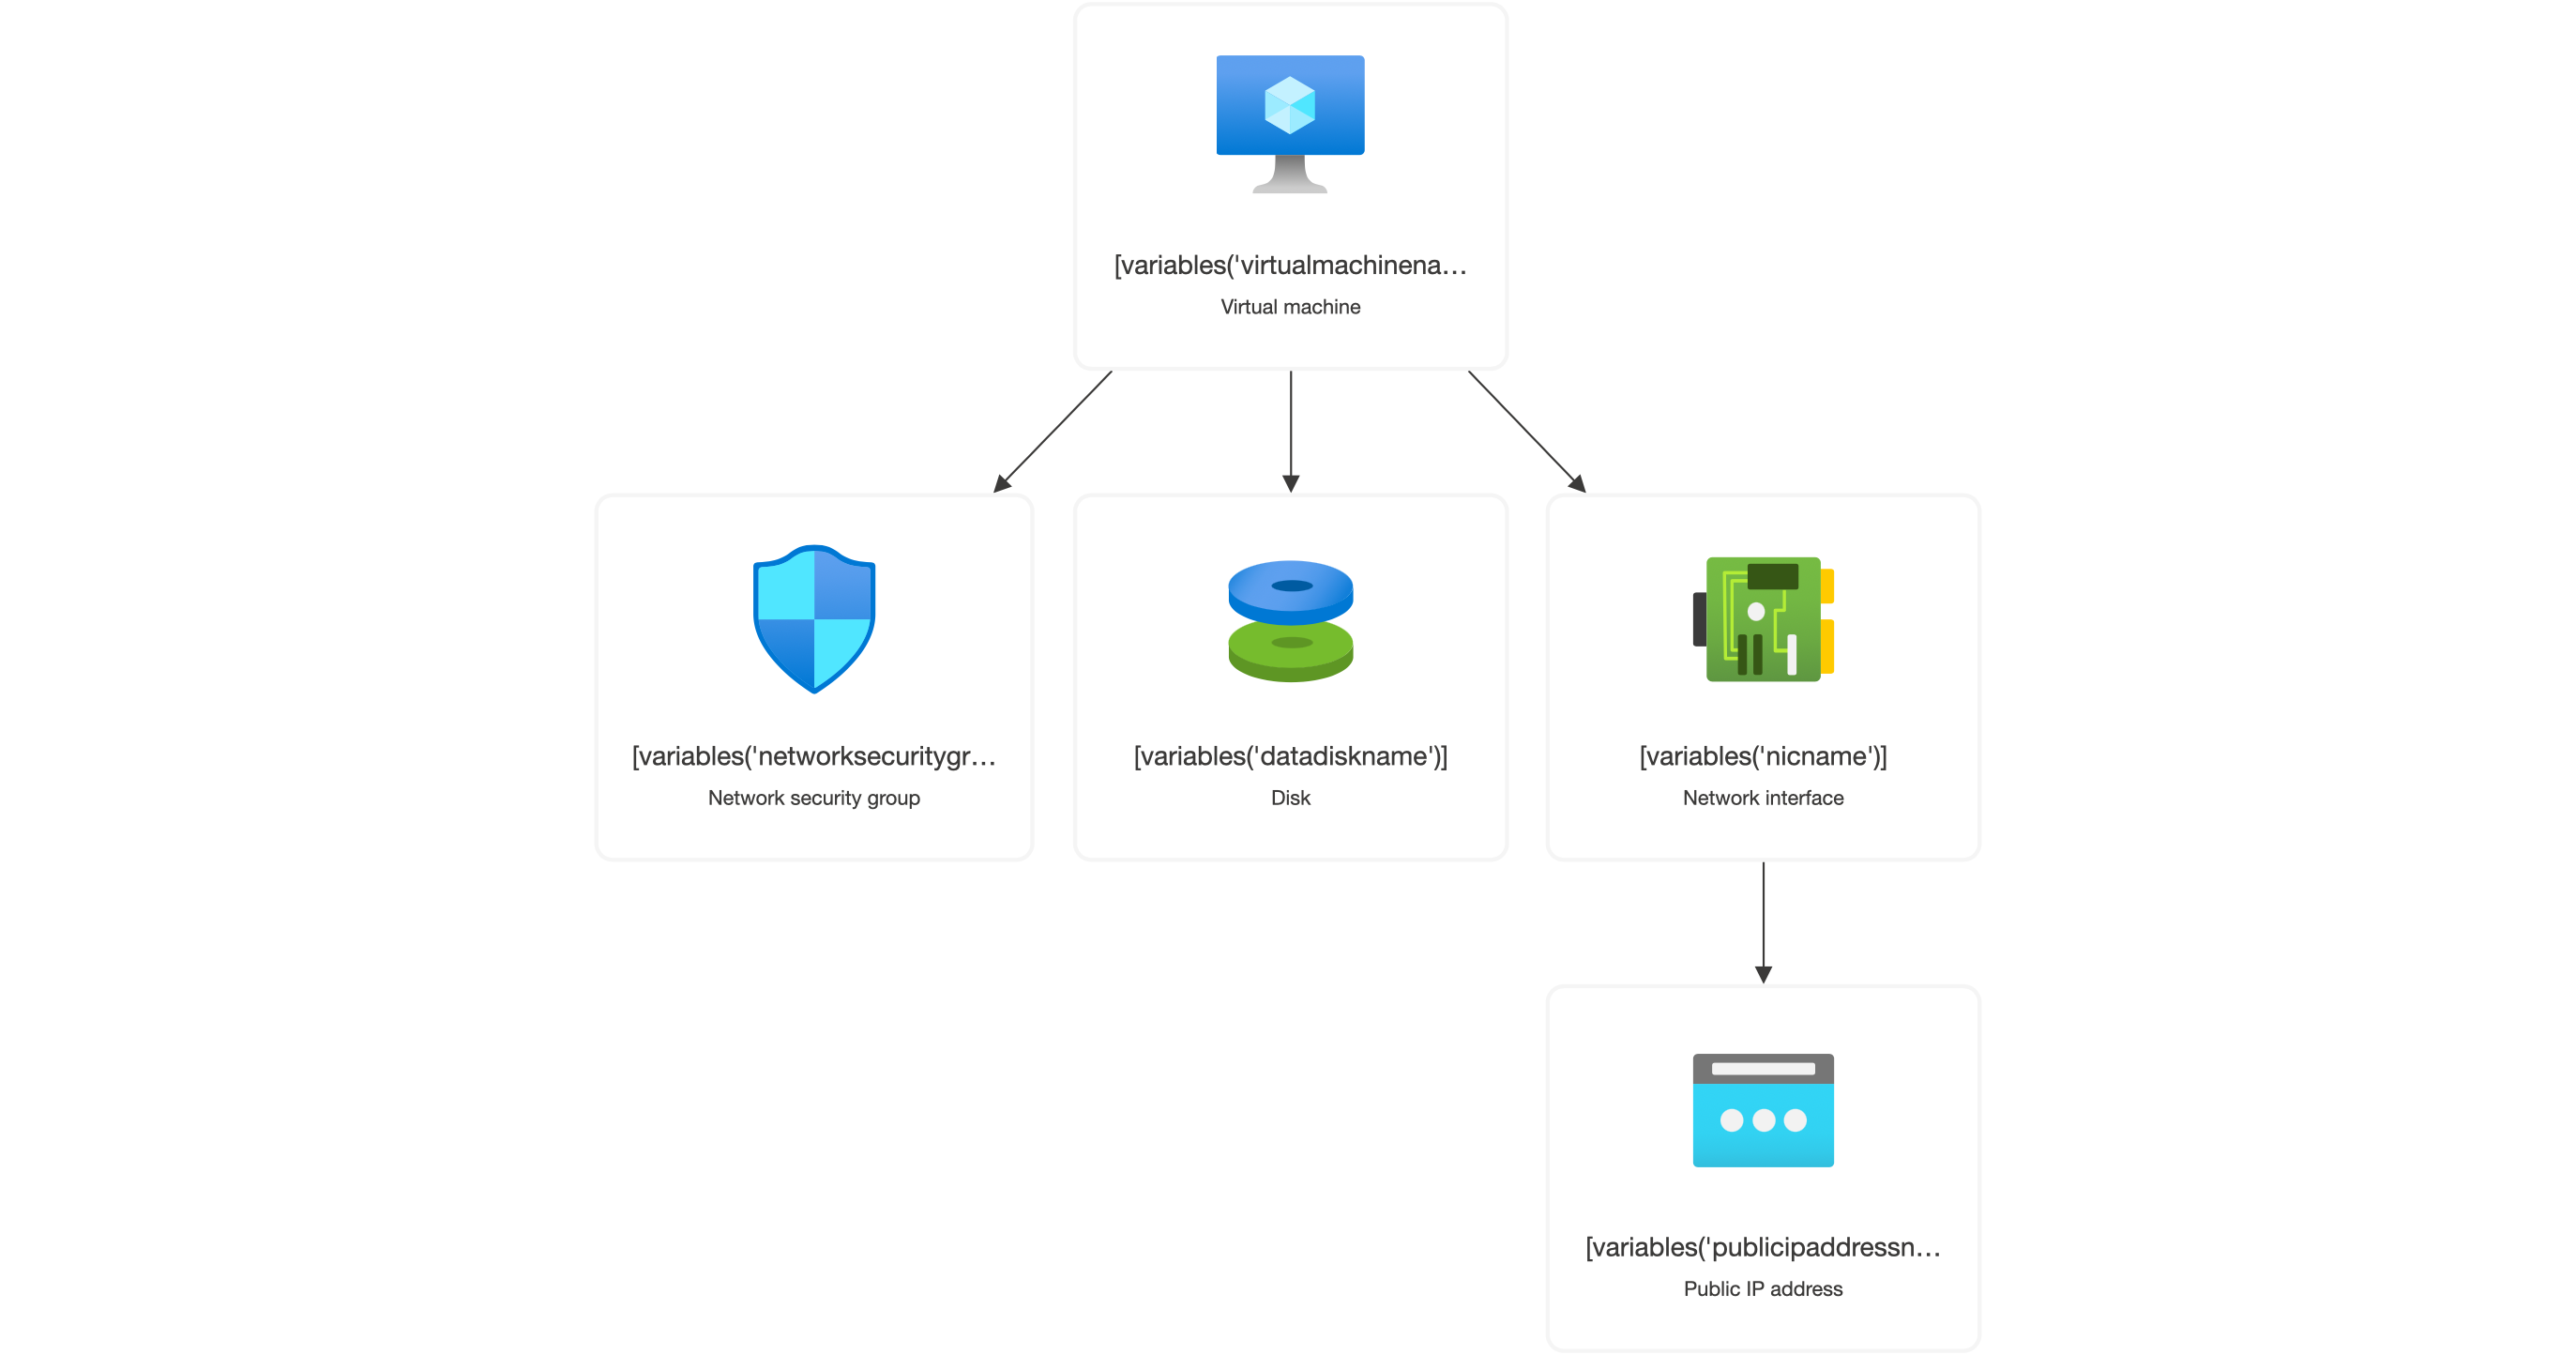 [variables('virtualmachinena...
Virtual machine
[variables('networksecuritygr...
Network security group
[variables('datadiskname')]
Disk
[variables('nicname')]
Network interface
[variables('publicipaddressn...
Public IP address